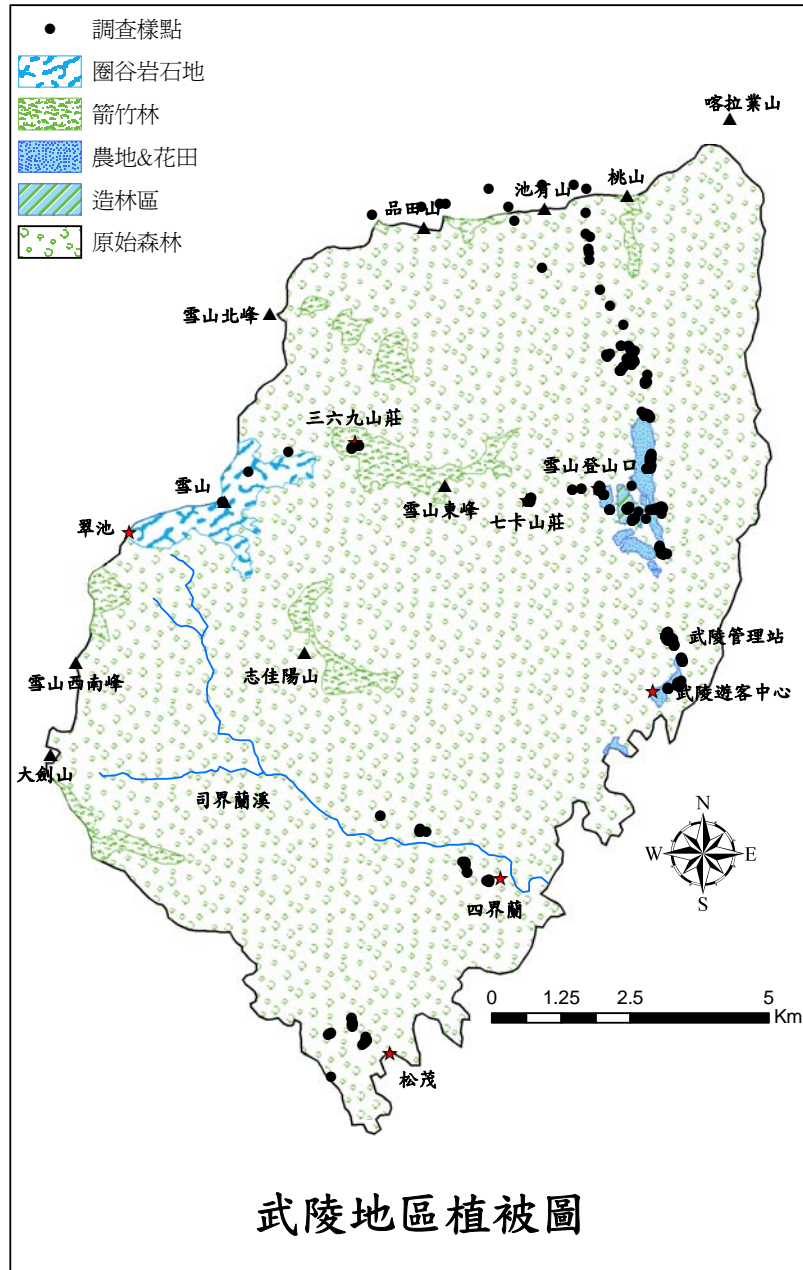 調查樣點
圈谷岩石地
箭竹林
農地&花田
造林區
原始森林
喀拉業山
桃山
池有山
品田山
雪山北峰
三六九山莊
雪山登山口
雪山
雪山東峰
七卡山莊
翠池
武陵管理站
志佳陽山
雪山西南峰
武陵遊客中心
大劍山
司界蘭溪
N
W
E
S
四界蘭
0 1.25 2.5 5
Km
松茂
武陵地區植被圖